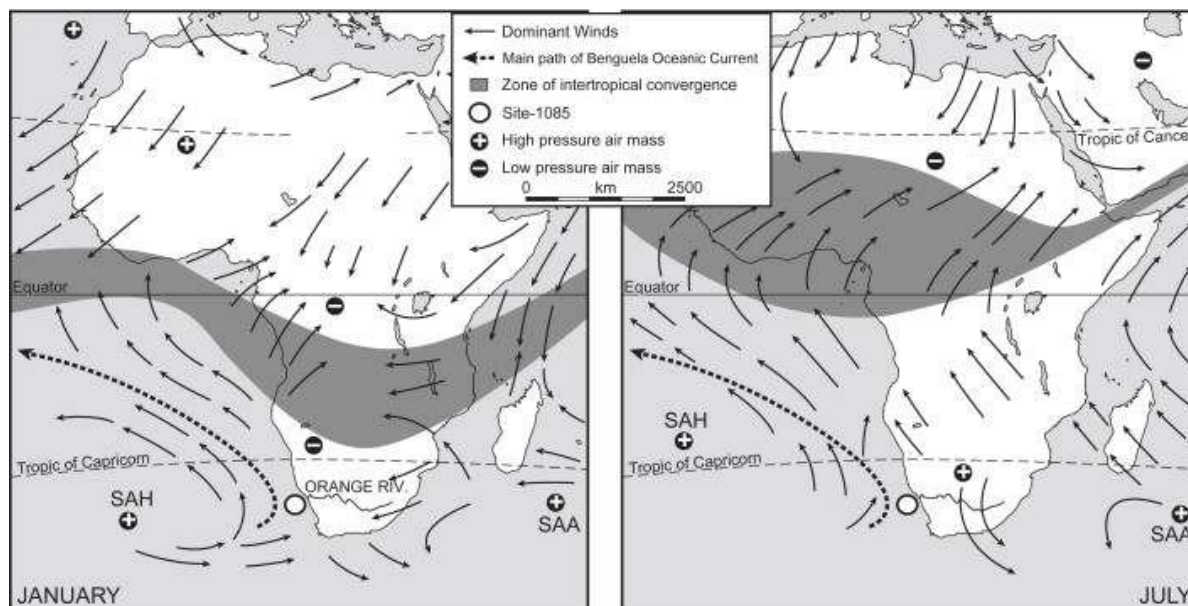 Dominant Winds
Main path of Benguela Oceanic Current
Zone of intertropical convergence
Site-1085
High pressure air mass
Low pressure air mass
0 km 2500
Equator
Tropic of Capricorn
ORANGE RIV.
SAH
SAA
JANUARY
Tropic of Cance
Equator
SAH
Tropic of Capricorn
SAA
JULY